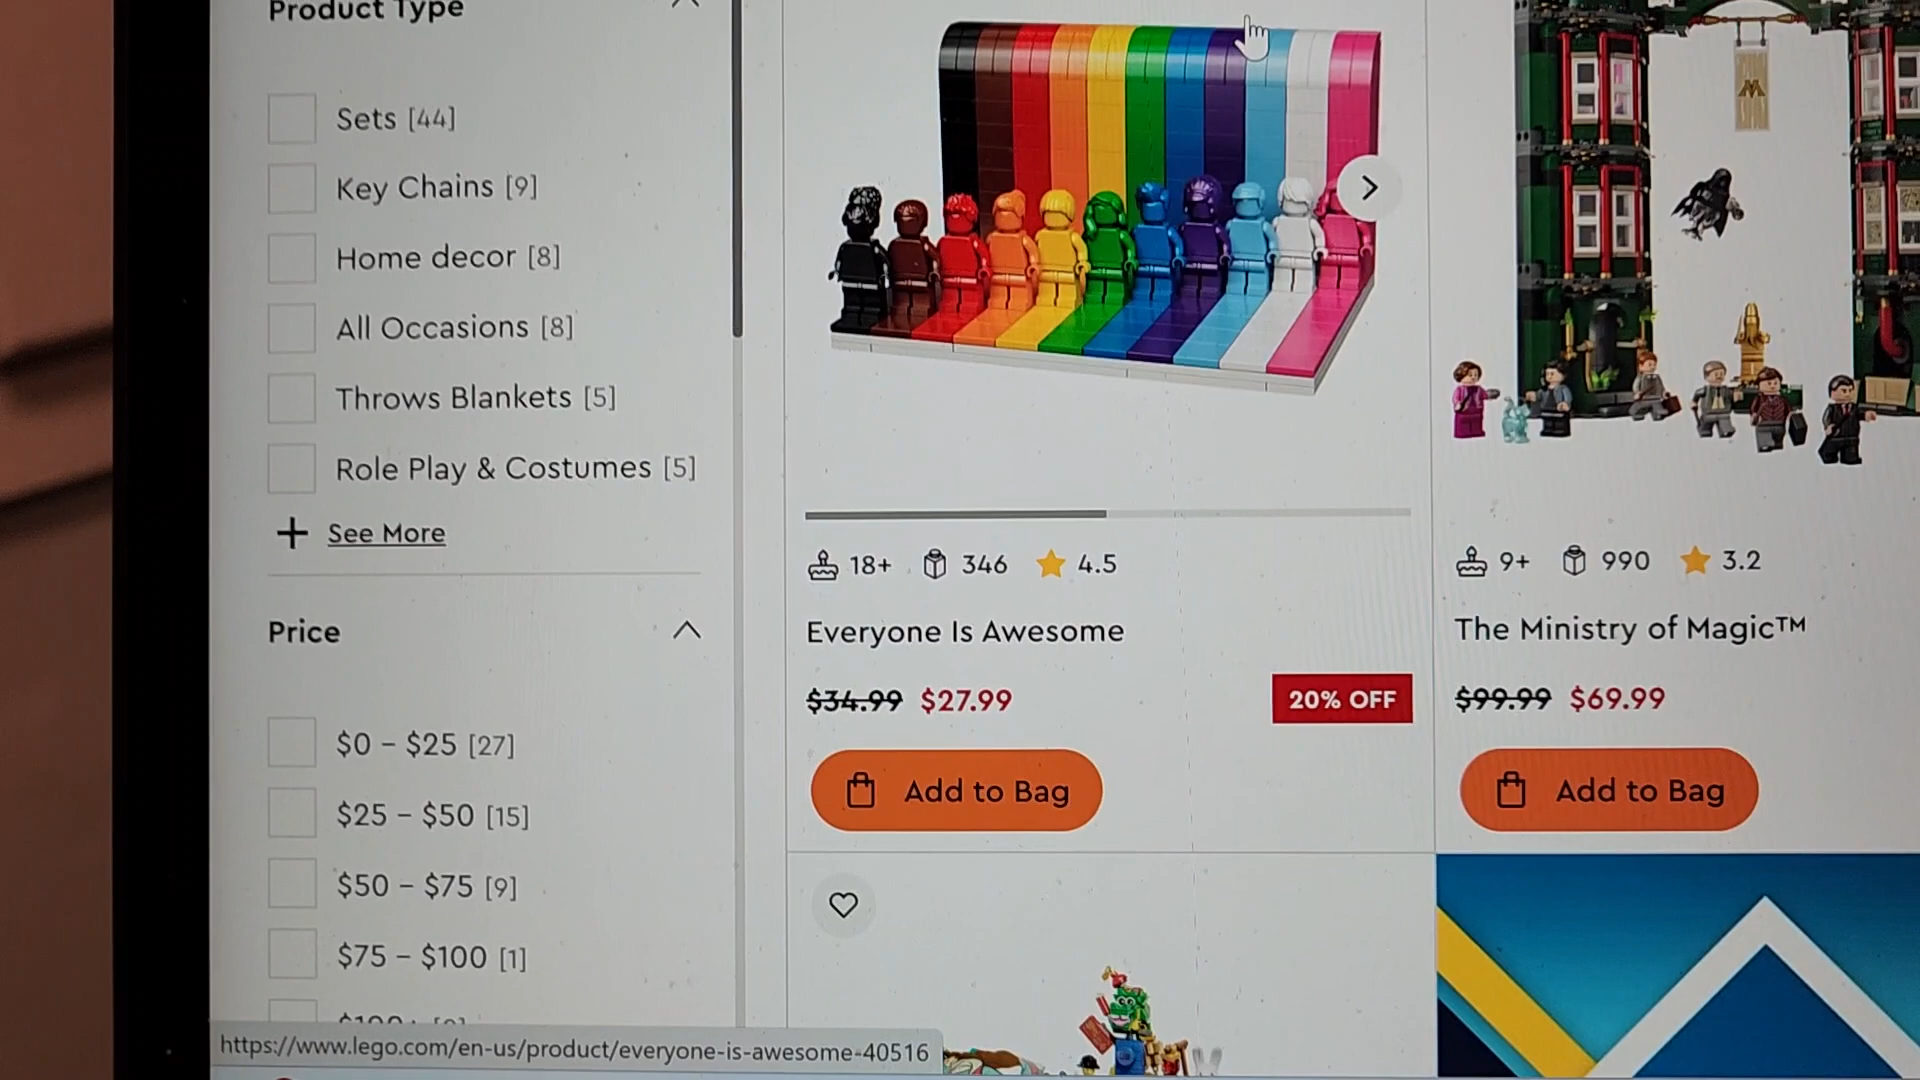 Product Type
Sets [44]
Key Chains [9]
Home decor [8]
All Occasions [8]
Throws Blankets [5]
Role Play & Costumes [5]
See More
Price
$0 – $25 [27]
$25 – $50 [15]
$50 – $75 [9]
$75 – $100 [1]
18+ 346 4.5
Everyone Is Awesome
$34.99 $27.99
20% OFF
Add to Bag
M
9+ 990 3.2
The Ministry of Magic™
$99.99 $69.99
Add to Bag
https://www.lego.com/en-us/product/everyone-is-awesome-40516